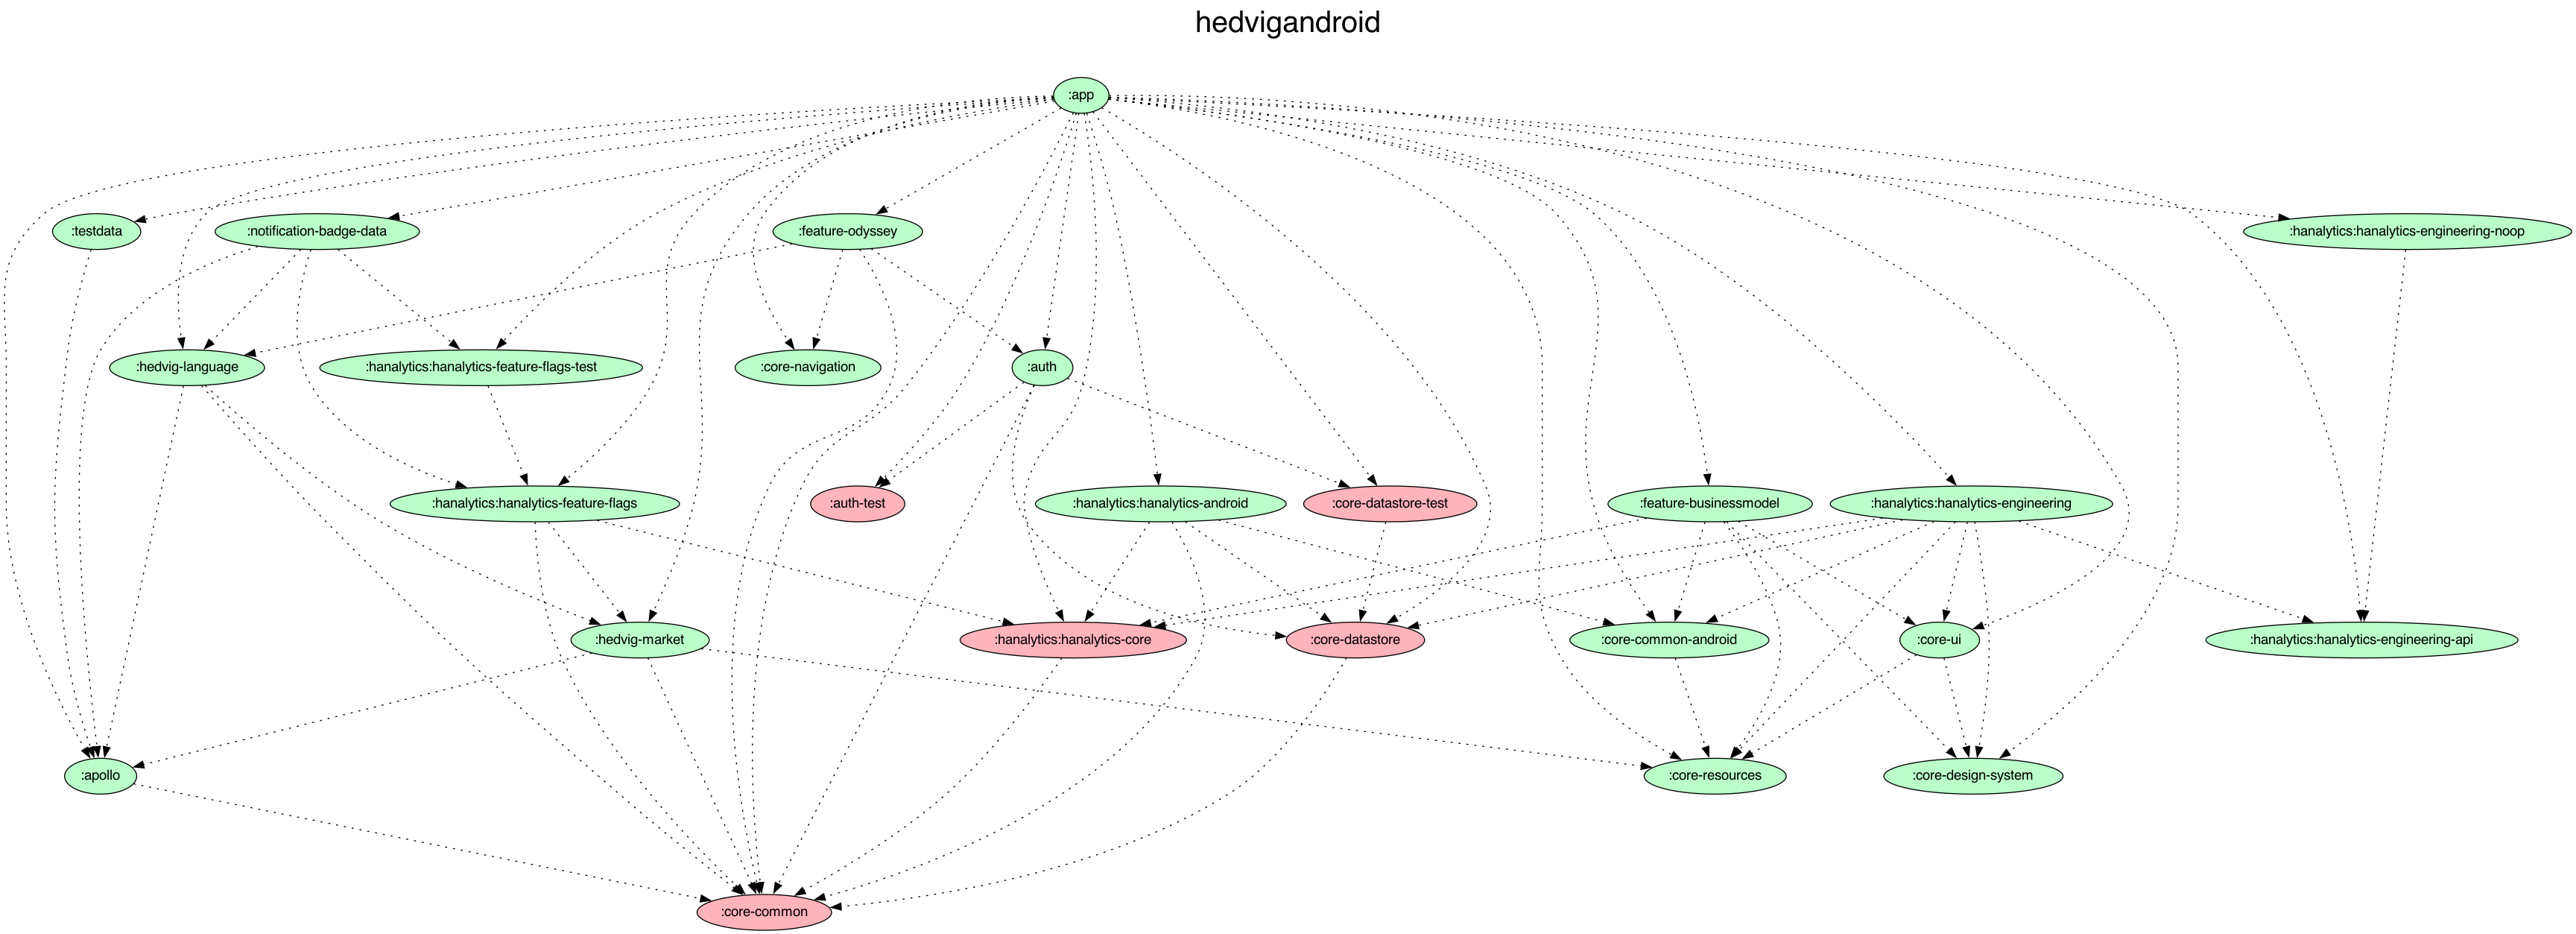 hedvigandroid
:app
:testdata
:notification-badge-data
:feature-odyssey
:hanalytics:hanalytics-engineering-noop
:hedvig-language
:hanalytics:hanalytics-feature-flags-test
:core-navigation
:auth
:hanalytics:hanalytics-feature-flags
:auth-test
:hanalytics:hanalytics-android
:core-datastore-test
:feature-businessmodel
:hanalytics:hanalytics-engineering
:hedvig-market
:hanalytics:hanalytics-core
:core-datastore
:core-common-android
:core-ui
:hanalytics:hanalytics-engineering-api
:apollo
:core-resources
:core-design-system
:core-common